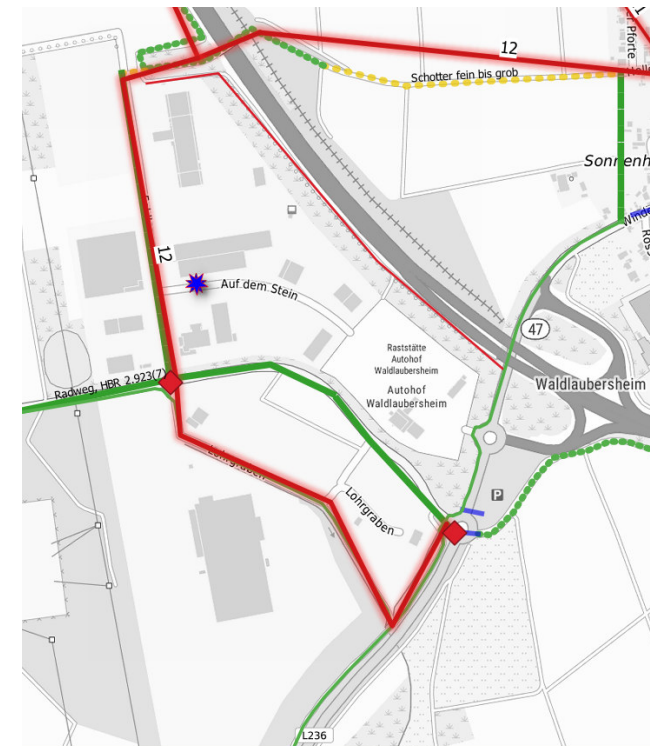 12
Schotter fein bis grob
Pforte
Sonnenh
12
Auf dem Stein
47
Raststätte
Autohof
Waldlaubersheim
Autohof
Waldlaubersheim
Waldlaubersheim
Radweg, HBR 2.923(7)
Lohrgraben
Lohrgraben
P
L236